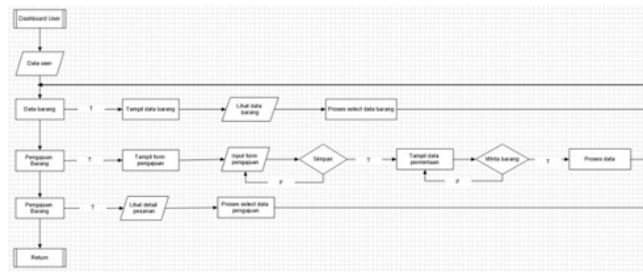 Dashboard User
Data user
Data barang
T
Tampil data barang
Lihat data
barang
Proses select data barang
Pengajuan
Barang
T
Tampil form
pengajuan
Input form
pengajuan
Simpan
T
F
Tampil data
permintaan
Minta barang
T
F
Proses data
Pengajuan
Barang
T
Lihat detail
pesanan
Proses select data
pengajuan
Return